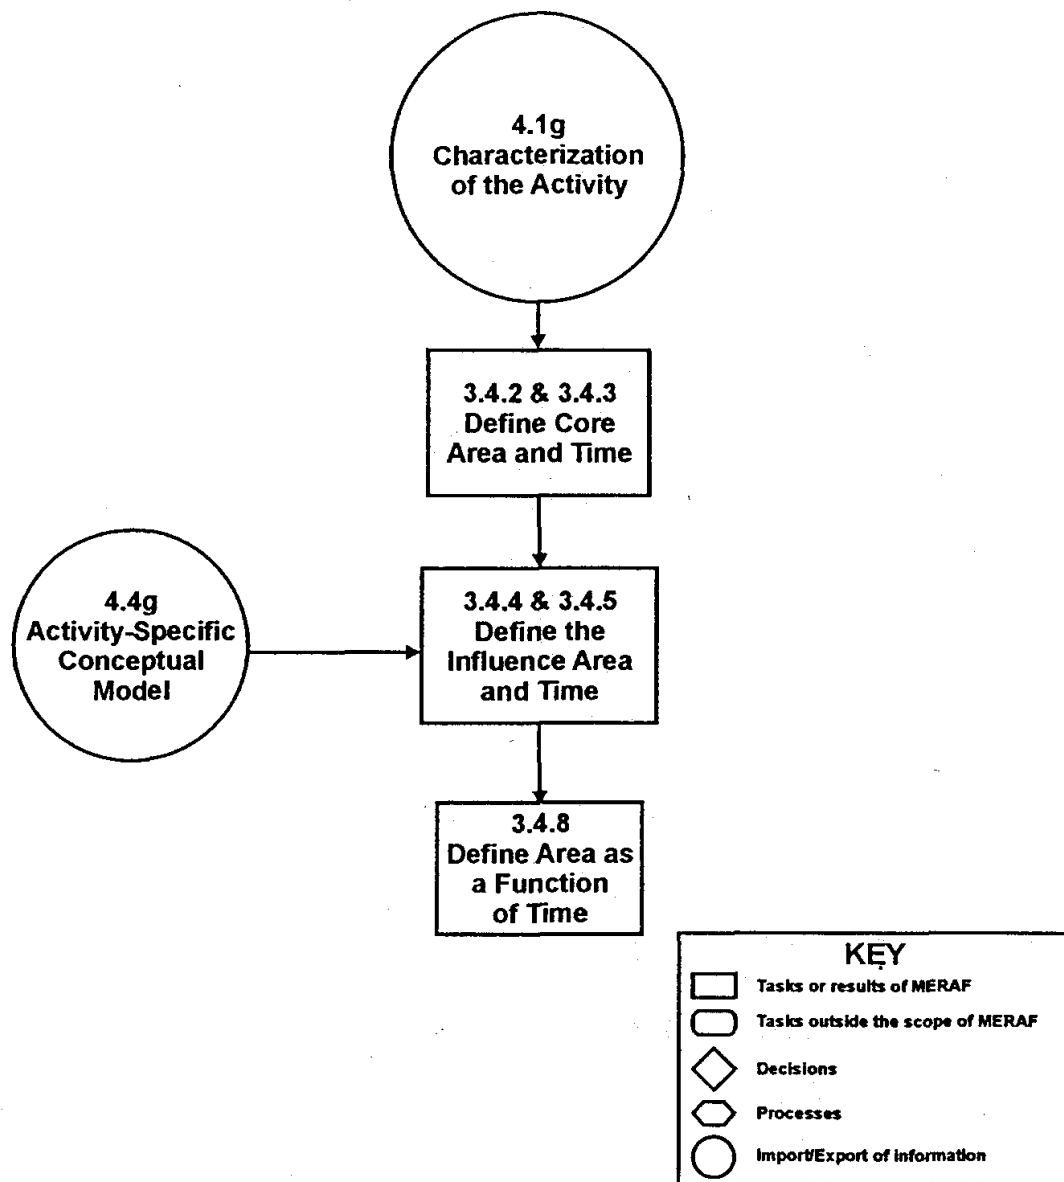 4.1g
Characterization
of the Activity
3.4.2 & 3.4.3
Define Core
Area and Time
4.4g
Activity-Specific
Conceptual
Model
3.4.4 & 3.4.5
Define the
Influence Area
and Time
3.4.8
Define Area as
a Function
of Time
KEY
Tasks or results of MERAF
Tasks outside the scope of MERAF
Decisions
Processes
Import/Export of information